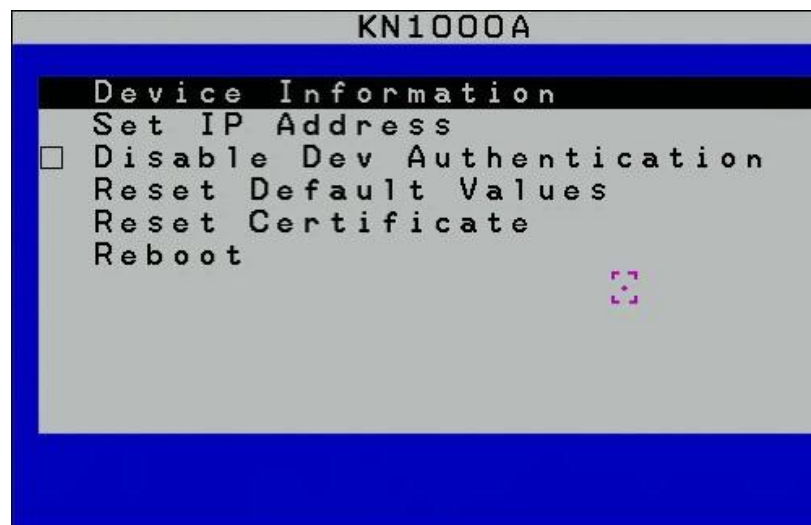 KN1000A
Device Information
Set IP Address
Disable Dev Authentication
Reset Default Values
Reset Certificate
Reboot